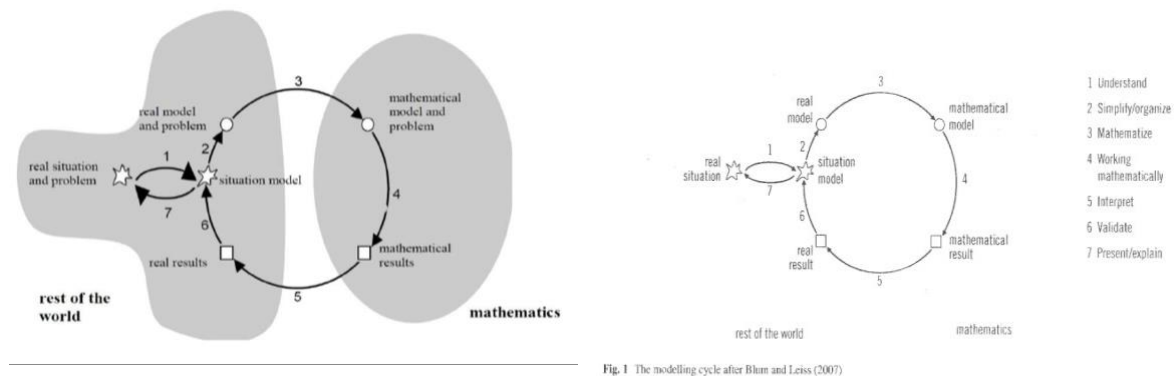 3
real model
and problem
mathematical
model and
problem
1
2
real situation
and problem
situation model
4
7
6
real results
mathematical
results
5
rest of the
world
mathematics
3
real
model
mathematical
model
1
2
real
situation
situation
model
7
4
6
real
result
mathematical
result
5
rest of the world
mathematics
1 Understand
2 Simplify/organize
3 Mathematize
4 Working
mathematically
5 Interpret
6 Validate
7 Present/explain
Fig. 1 The modelling cycle after Blum and Leiss (2007)